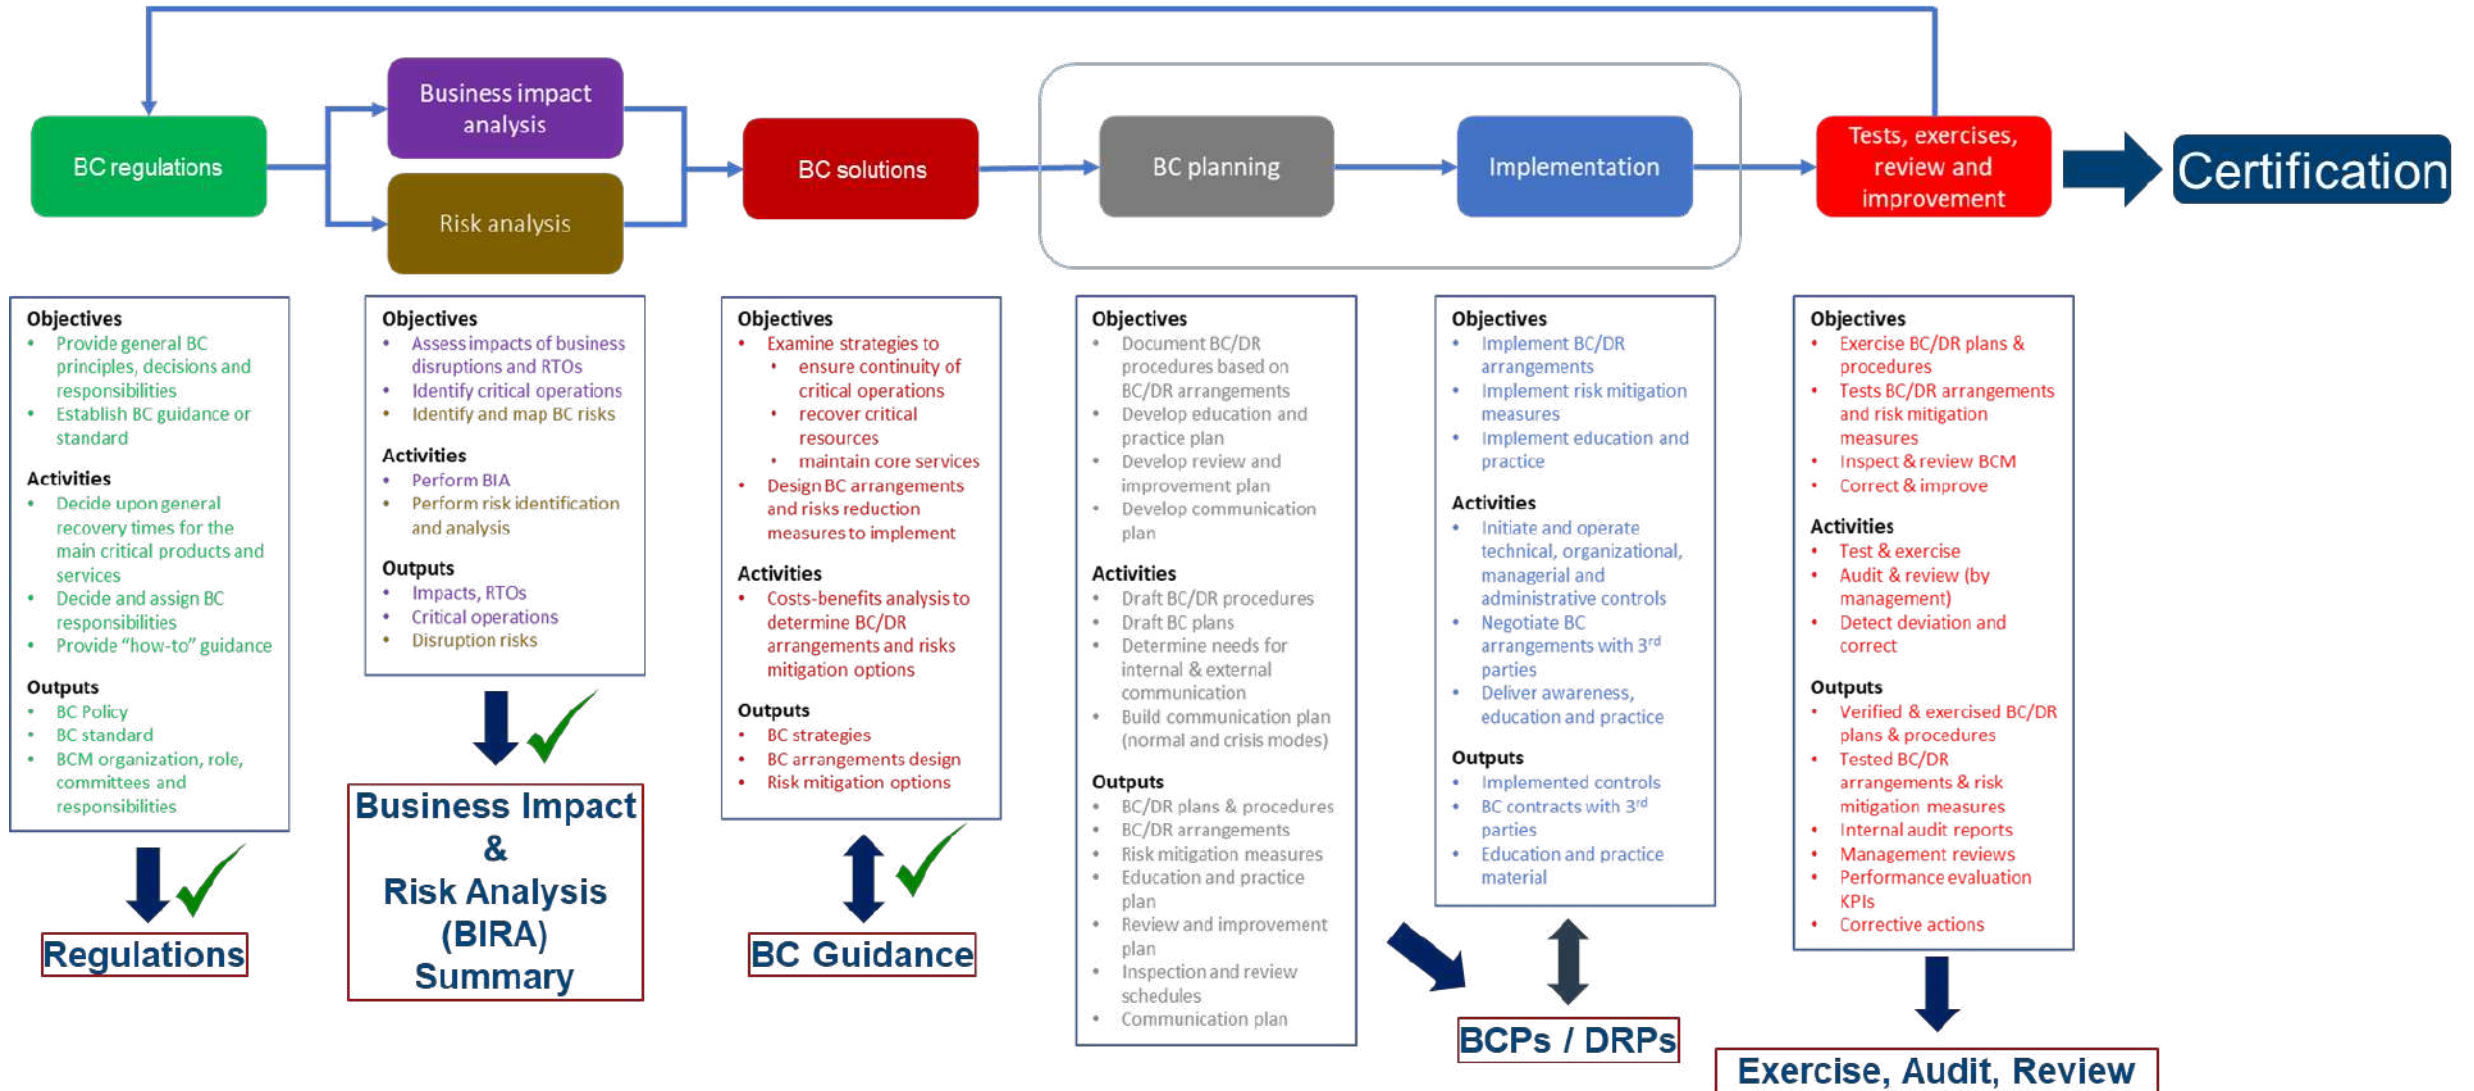 Business impact
analysis
BC regulations
Risk analysis
BC solutions
BC planning
Implementation
Tests, exercises,
review and
improvement
Certification
Objectives
• Provide general BC
principles, decisions and
responsibilities
• Establish BC guidance or
standard
Activities
• Decide upon general
recovery times for the
main critical products and
services
• Decide and assign BC
responsibilities
• Provide “how-to” guidance
Outputs
• BC Policy
• BC standard
• BCM organization, role,
committees and
responsibilities
Regulations
Objectives
• Assess impacts of business
disruptions and RTOs
• Identify critical operations
• Identify and map BC risks
Activities
• Perform BIA
• Perform risk identification
and analysis
Outputs
• Impacts, RTOs
• Critical operations
• Disruption risks
Business Impact
&
Risk Analysis
(BIRA)
Summary
Objectives
• Examine strategies to
• ensure continuity of
critical operations
• recover critical
resources
• maintain core services
• Design BC arrangements
and risks reduction
measures to implement
Activities
• Costs-benefits analysis to
determine BC/DR
arrangements and risks
mitigation options
Outputs
• BC strategies
• BC arrangements design
• Risk mitigation options
BC Guidance
Objectives
• Document BC/DR
procedures based on
BC/DR arrangements
• Develop education and
practice plan
• Develop review and
improvement plan
• Develop communication
plan
Activities
• Draft BC/DR procedures
• Draft BC plans
• Determine needs for
internal & external
communication
• Build communication plan
(normal and crisis modes)
Outputs
• BC/DR plans & procedures
• BC/DR arrangements
• Risk mitigation measures
• Education and practice
plan
• Review and improvement
plan
• Inspection and review
schedules
• Communication plan
Objectives
• Implement BC/DR
arrangements
• Implement risk mitigation
measures
• Implement education and
practice
Activities
• Initiate and operate
technical, organizational,
managerial and
administrative controls
• Negotiate BC
arrangements with 3rd
parties
• Deliver awareness,
education and practice
Outputs
• Implemented controls
• BC contracts with 3rd
parties
• Education and practice
material
BCPs / DRPs
Objectives
• Exercise BC/DR plans &
procedures
• Tests BC/DR arrangements
and risk mitigation
measures
• Inspect & review BCM
• Correct & improve
Activities
• Test & exercise
• Audit & review (by
management)
• Detect deviation and
correct
Outputs
• Verified & exercised BC/DR
plans & procedures
• Tested BC/DR
arrangements & risk
mitigation measures
• Internal audit reports
• Management reviews
• Performance evaluation
KPIs
• Corrective actions
Exercise, Audit, Review